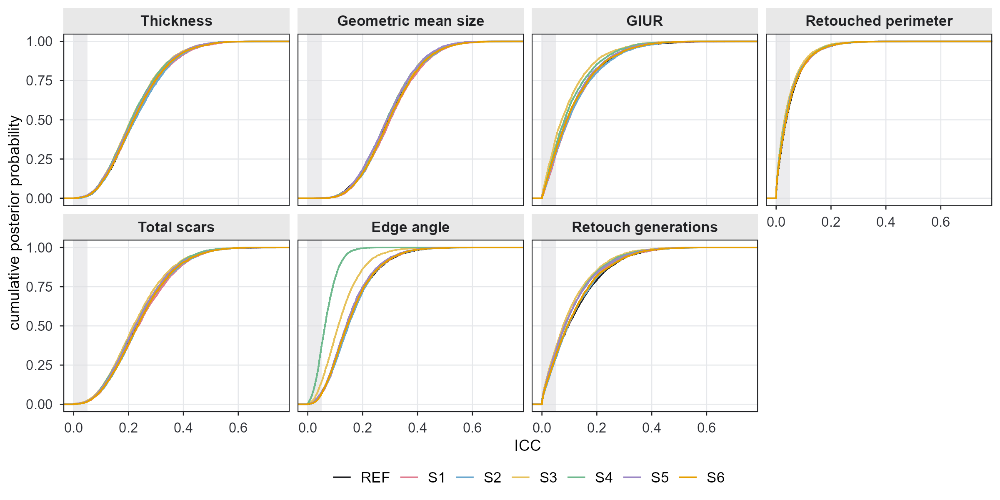 Thickness
Geometric mean size
GIUR
Retouched perimeter
1.00
0.75
0.50
0.25
0.00
0.0 0.2 0.4 0.6
Total scars
Edge angle
Retouch generations
1.00
0.75
0.50
0.25
0.00
0.0 0.2 0.4 0.6
0.0 0.2 0.4 0.6
0.0 0.2 0.4 0.6
cumulative posterior probability
ICC
REF S1 S2 S3 S4 S5 S6